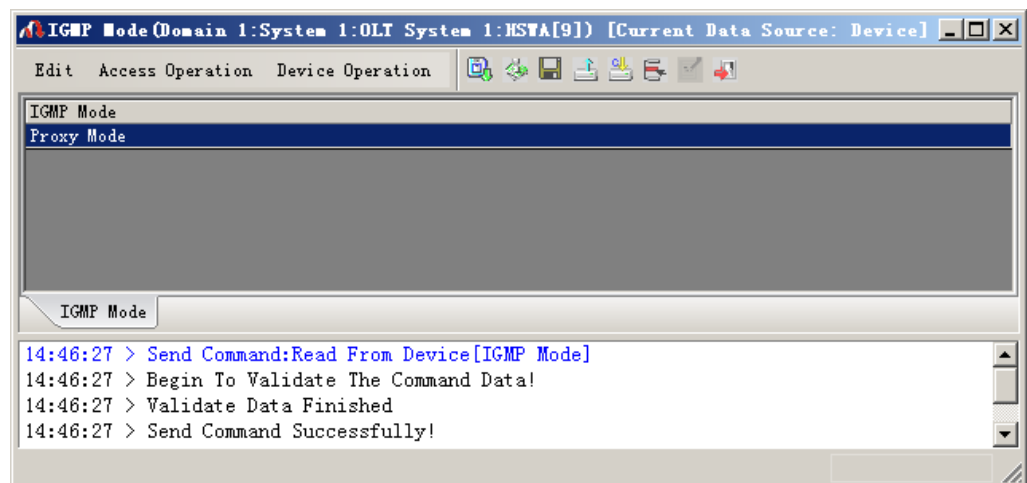 IGMP Mode(Domain 1:System 1:OLT System 1:HSWA[9]) [Current Data Source: Device]
Edit Access Operation Device Operation
IGMP Mode
Proxy Mode
IGMP Mode
14:46:27 > Send Command:Read From Device[IGMP Mode]
14:46:27 > Begin To Validate The Command Data!
14:46:27 > Validate Data Finished
14:46:27 > Send Command Successfully!